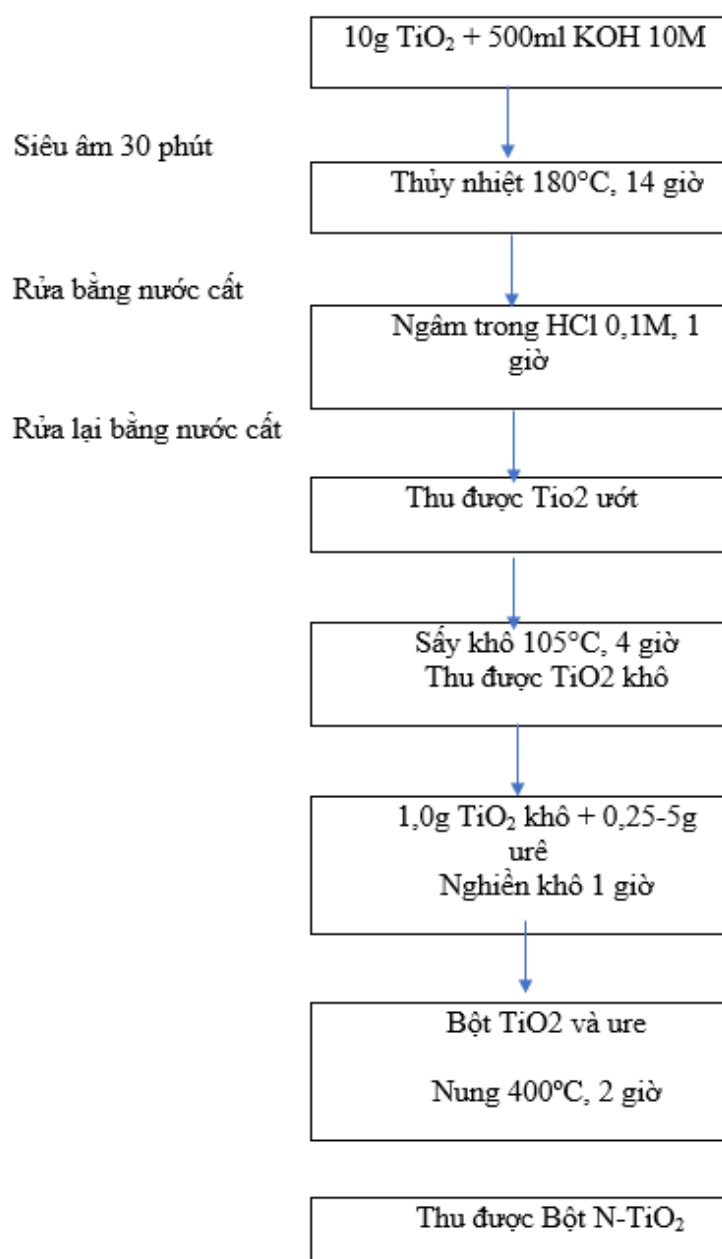 10g TiO₂ + 500ml KOH 10M
Siêu âm 30 phút
Thủy nhiệt 180°C, 14 giờ
Rửa bằng nước cất
Ngâm trong HCl 0,1M, 1
giờ
Rửa lại bằng nước cất
Thu được Tio2 ướt
Sấy khô 105°C, 4 giờ
Thu được TiO2 khô
1,0g TiO₂ khô + 0,25-5g
urê
Nghiền khô 1 giờ
Bột TiO2 và ure
Nung 400°C, 2 giờ
Thu được Bột N-TiO₂